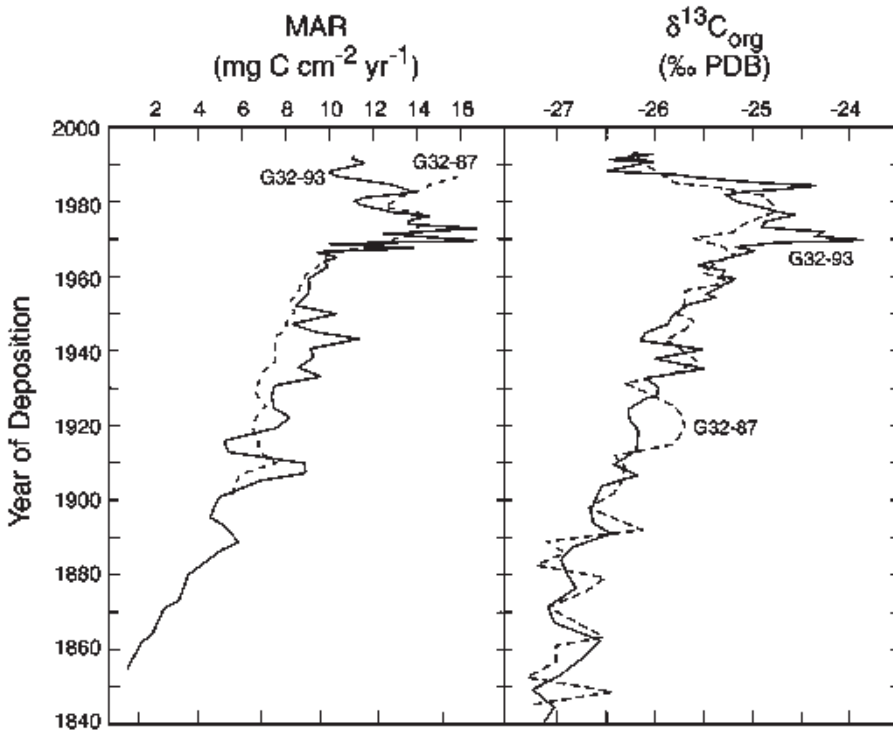 MAR
(mg C cm⁻² yr⁻¹)
δ¹³C_org
(‰ PDB)
2 4 6 8 10 12 14 16
-27 -26 -25 -24
2000
1980
1960
1940
1920
1900
1880
1860
1840
Year of Deposition
G32-93
G32-87
G32-93
G32-87